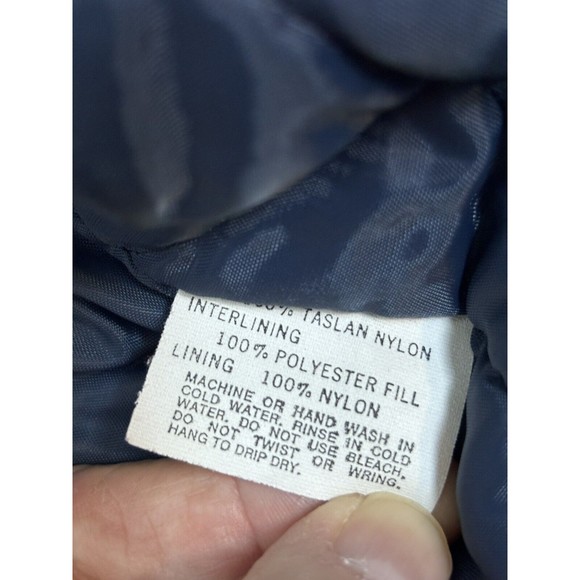 TASLAN NYLON
INTERLINING
100% POLYESTER FILL
LINING 100% NYLON
MACHINE OR HAND WASH IN
COLD WATER. RINSE IN COLD
WATER. DO NOT USE BLEACH.
DO NOT TWIST OR WRING.
HANG TO DRIP DRY.